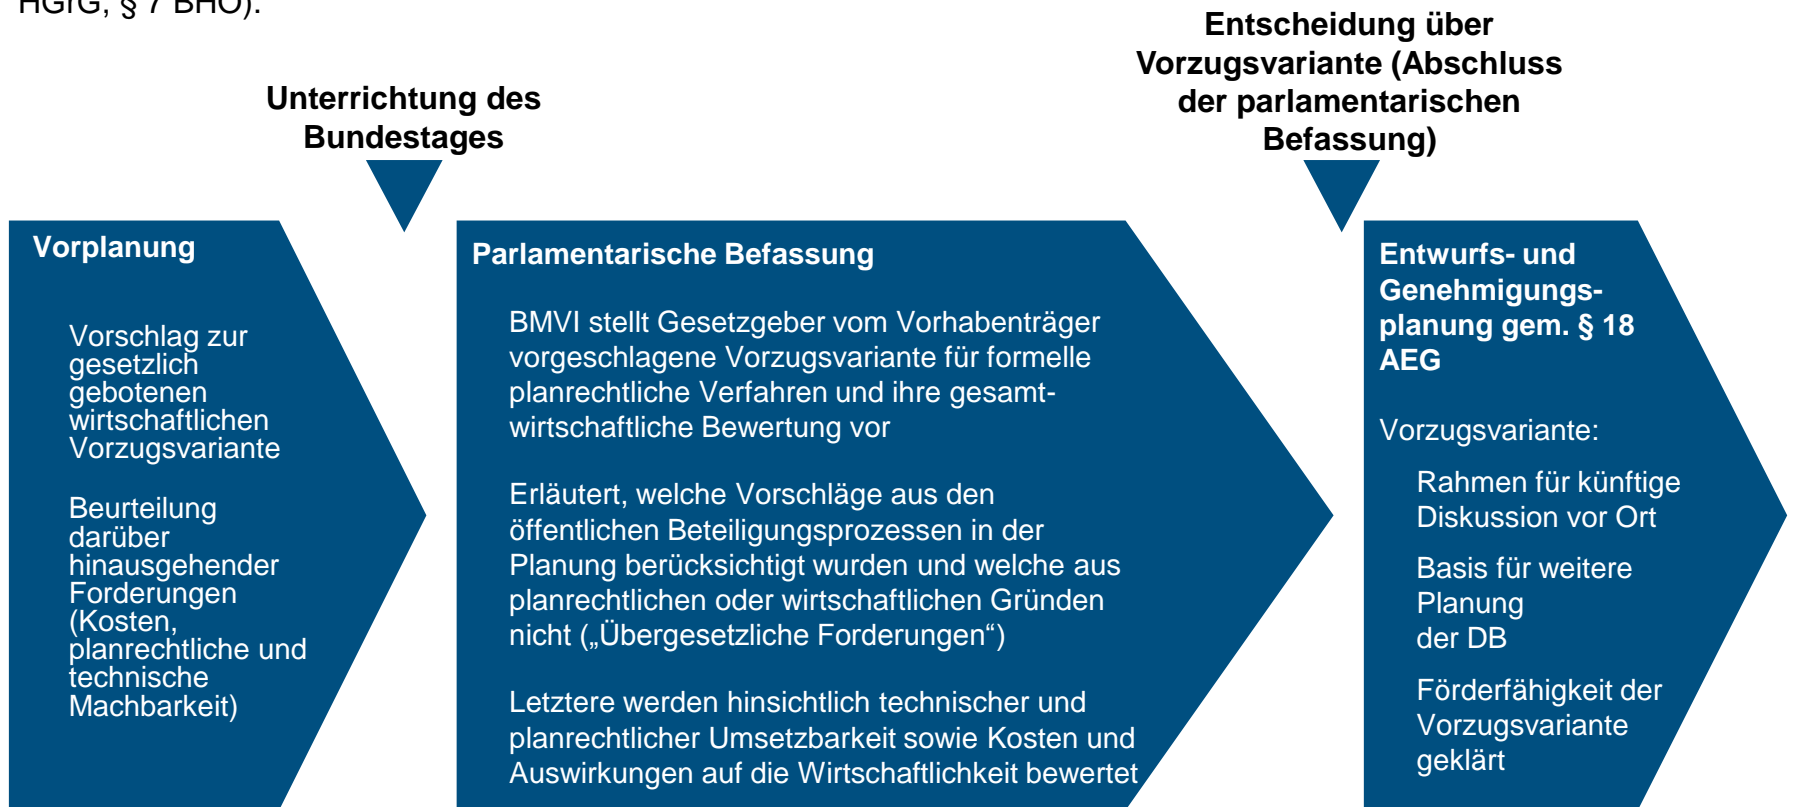 HGrG, § 7 BHO).
Unterrichtung des
Bundestages
Entscheidung über
Vorzugsvariante (Abschluss
der parlamentarischen
Befassung)
Vorplanung
Vorschlag zur
gesetzlich
gebotenen
wirtschaftlichen
Vorzugsvariante
Beurteilung
darüber
hinausgehender
Forderungen
(Kosten,
planrechtliche und
technische
Machbarkeit)
Parlamentarische Befassung
BMVI stellt Gesetzgeber vom Vorhabenträger
vorgeschlagene Vorzugsvariante für formelle
planrechtliche Verfahren und ihre gesamt-
wirtschaftliche Bewertung vor
Erläutert, welche Vorschläge aus den
öffentlichen Beteiligungsprozessen in der
Planung berücksichtigt wurden und welche aus
planrechtlichen oder wirtschaftlichen Gründen
nicht („Übergesetzliche Forderungen“)
Letztere werden hinsichtlich technischer und
planrechtlicher Umsetzbarkeit sowie Kosten und
Auswirkungen auf die Wirtschaftlichkeit bewertet
Entwurfs- und
Genehmigungs-
planung gem. § 18
AEG
Vorzugsvariante:
Rahmen für künftige
Diskussion vor Ort
Basis für weitere
Planung
der DB
Förderfähigkeit der
Vorzugsvariante
geklärt